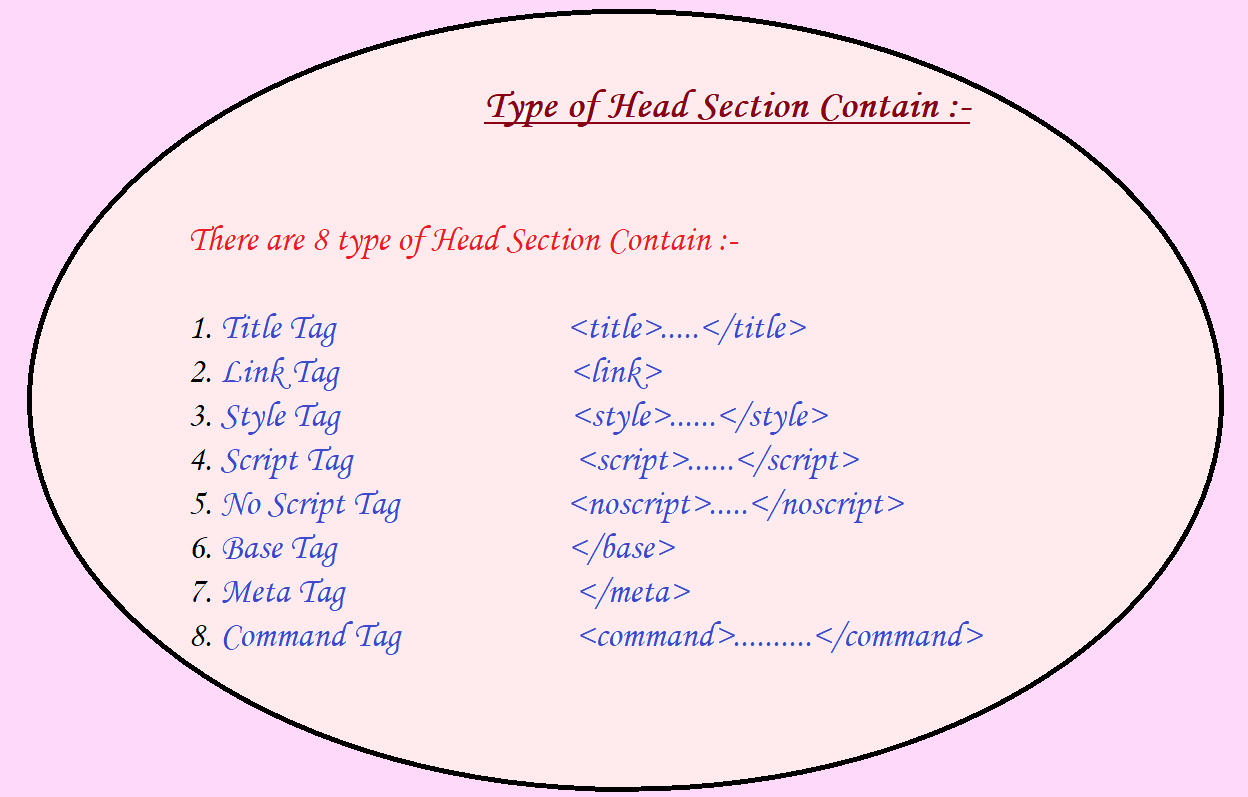 Type of Head Section Contain :-
There are 8 type of Head Section Contain :-
1. Title Tag <title>.....</title>
2. Link Tag <link>
3. Style Tag <style>......</style>
4. Script Tag <script>......</script>
5. No Script Tag <noscript>.....</noscript>
6. Base Tag </base>
7. Meta Tag </meta>
8. Command Tag <command>..........</command>